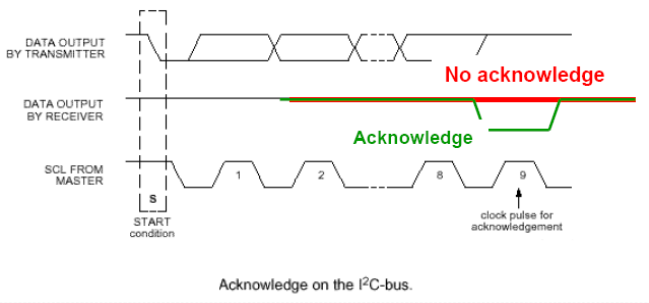 DATA OUTPUT
BY TRANSMITTER
No acknowledge
DATA OUTPUT
BY RECEIVER
Acknowledge
SCL FROM
MASTER
1
2
8
9
S
START
condition
clock pulse for
acknowledgement
Acknowledge on the I²C-bus.